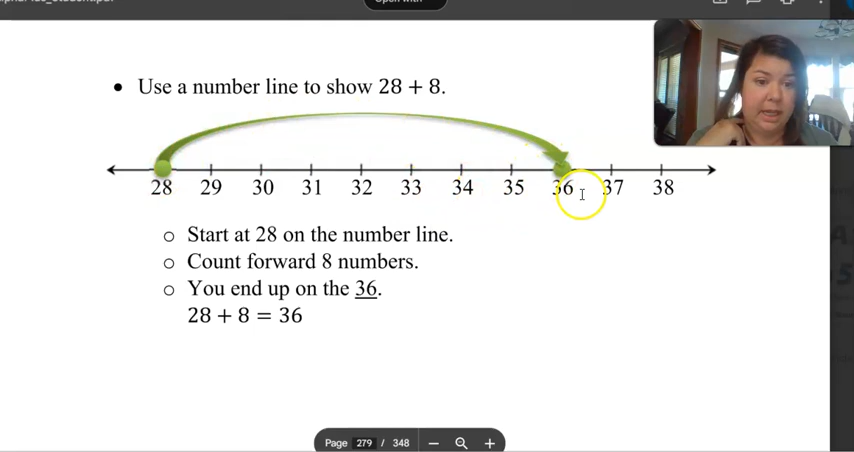 Open with
• Use a number line to show 28 + 8.
28 29 30 31 32 33 34 35 36 37 38
o Start at 28 on the number line.
o Count forward 8 numbers.
o You end up on the 36.
28 + 8 = 36
Page 279 / 348